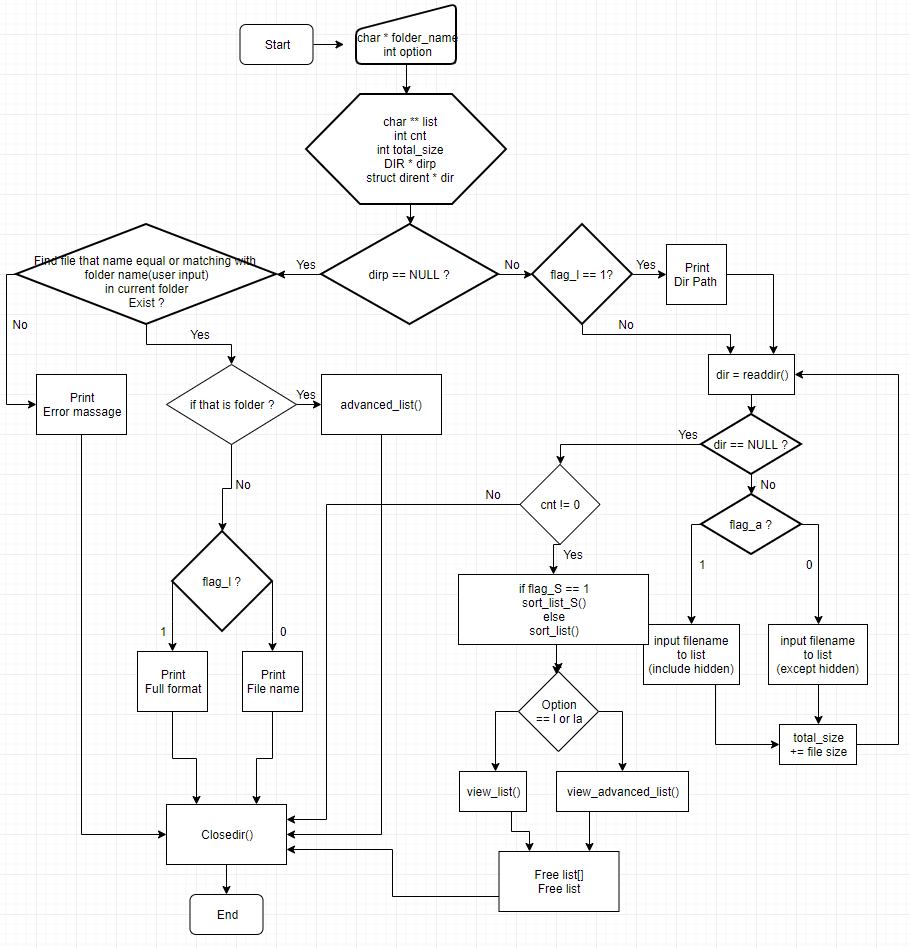 Start
char * folder_name
int option
char ** list
int cnt
int total_size
DIR * dirp
struct dirent * dir
Find file that name equal or matching with
folder name(user input)
in current folder
Exist ?
Yes
dirp == NULL ?
No
flag_l == 1?
Yes
Print
Dir Path
No
No
Yes
dir = readdir()
Print
Error massage
if that is folder ?
Yes
advanced_list()
Yes
dir == NULL ?
No
No
No
cnt != 0
flag_a ?
Yes
1
0
flag_l ?
if flag_S == 1
sort_list_S()
else
sort_list()
1
0
input filename
to list
(include hidden)
input filename
to list
(except hidden)
Print
Full format
Print
File name
Option
== l or la
total_size
+= file size
view_list()
view_advanced_list()
Closedir()
Free list[]
Free list
End